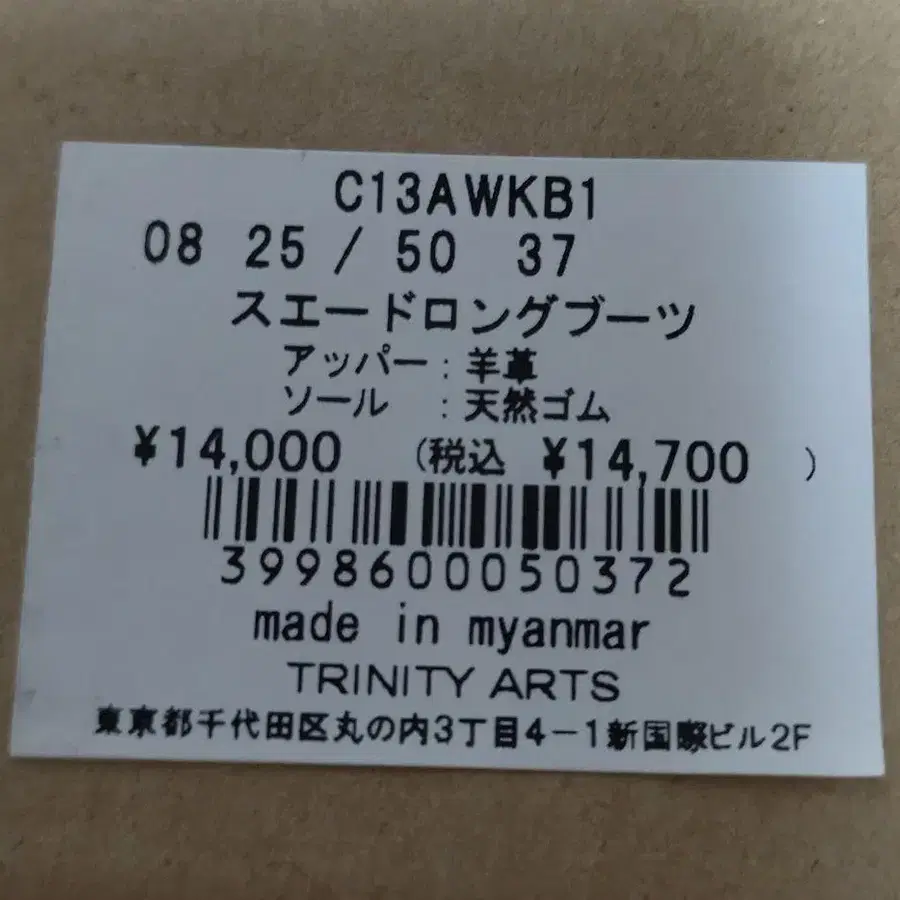 C13AWKB1
08 25 / 50 37
スエードロングブーツ
アッパー : 羊革
ソール : 天然ゴム
¥14,000 (税込 ¥14,700 )
3998600050372
made in myanmar
TRINITY ARTS
東京都千代田区丸の内3丁目4-1新国際ビル2F